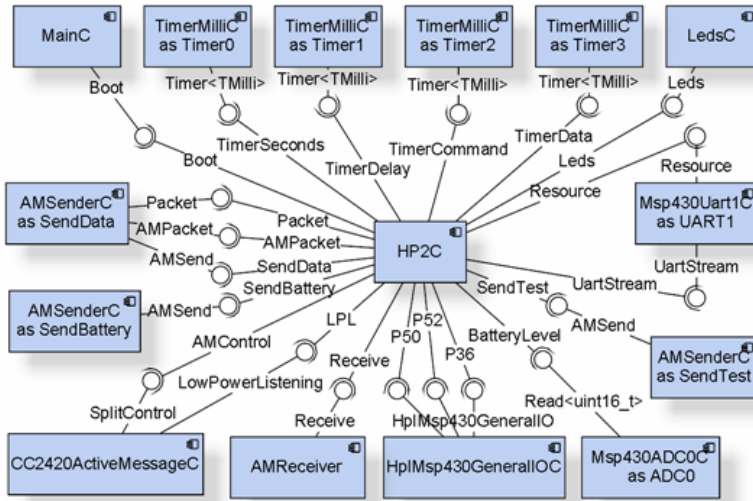 MainC
TimerMilliC
as Timer0
TimerMilliC
as Timer1
TimerMilliC
as Timer2
TimerMilliC
as Timer3
LedsC
Boot
Timer<TMilli>
Timer<TMilli>
Timer<TMilli>
Timer<TMilli>
Leds
Boot
TimerSeconds
TimerDelay
TimerCommand
TimerData
Leds
Resource
Resource
AMSenderC
as SendData
Packet
AMPacket
AMSend
Packet
AMPacket
SendData
SendBattery
HP2C
Msp430Uart1C
as UART1
UartStream
UartStream
SendTest
AMSend
AMSenderC
as SendBattery
AMSend
AMSenderC
as SendTest
AMControl
LPL
P50
P52
P36
BatteryLevel
Receive
LowPowerListening
SplitControl
Receive
HplMsp430GeneralIO
Read<uint16_t>
CC2420ActiveMessageC
AMReceiver
HplMsp430GeneralIOC
Msp430ADC0C
as ADC0